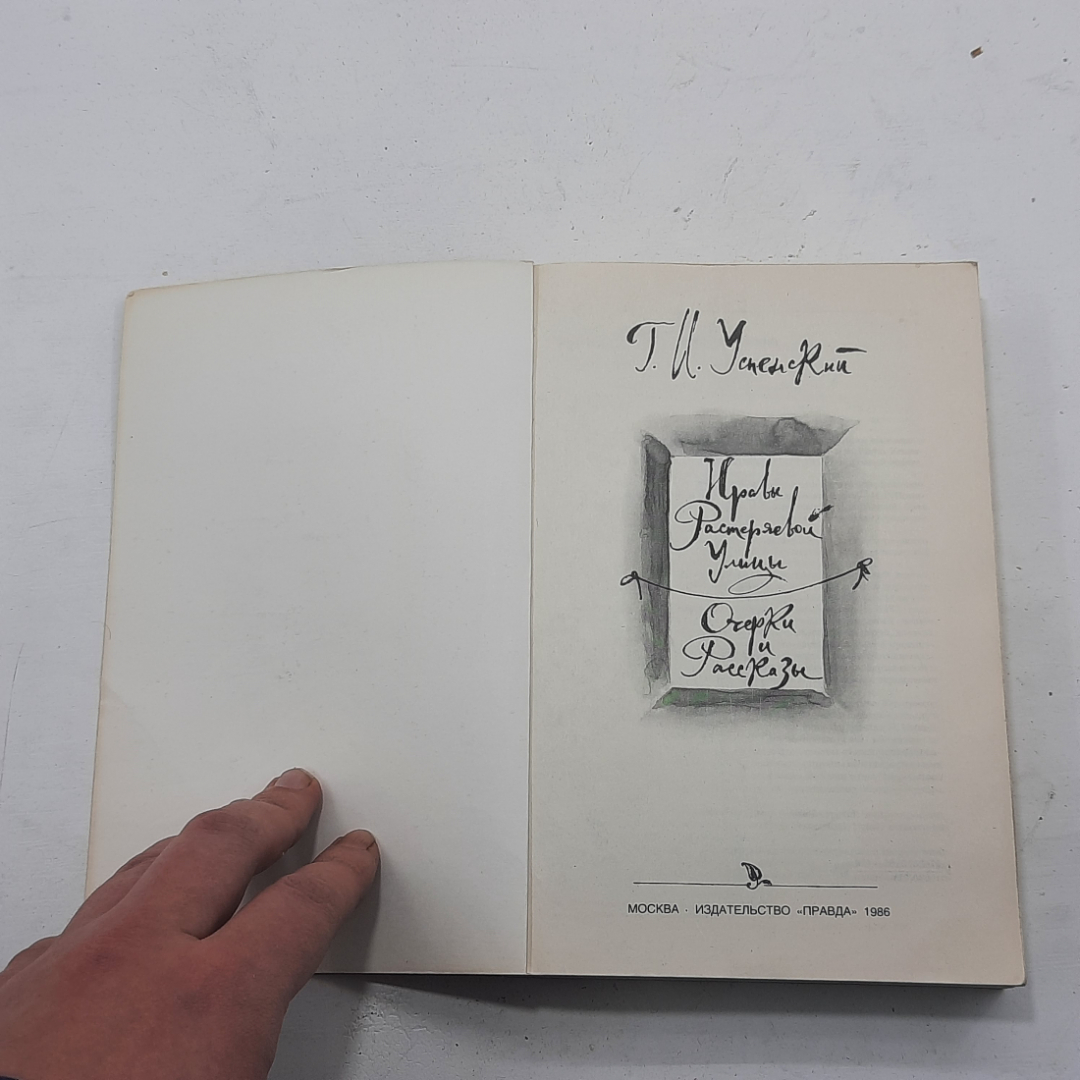 Г. И. Успенский
Нравы
Растеряевой
Улицы
Очерки
и
Рассказы
МОСКВА · ИЗДАТЕЛЬСТВО «ПРАВДА» 1986